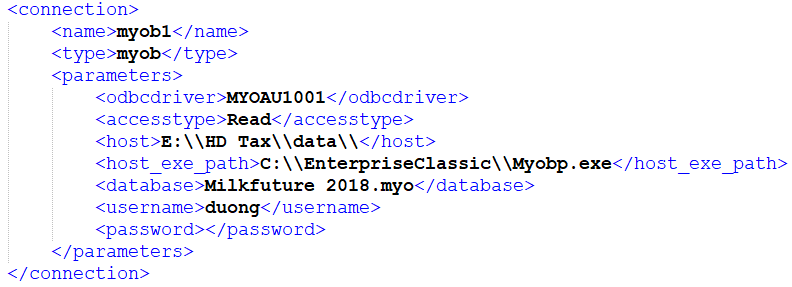 <connection>
<name>myob1</name>
<type>myob</type>
<parameters>
<odbcdriver>MYOAU1001</odbcdriver>
<accesstype>Read</accesstype>
<host>E:\\HD Tax\\data\\</host>
<host_exe_path>C:\\EnterpriseClassic\\Myobp.exe</host_exe_path>
<database>Milkfuture 2018.myo</database>
<username>duong</username>
<password></password>
</parameters>
</connection>